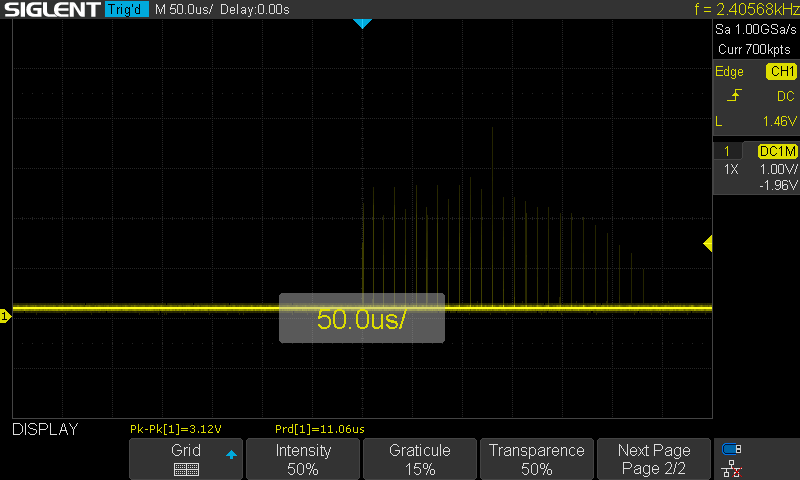 SIGLENT Trig'd M 50.0us/ Delay:0.00s f = 2.40568kHz
Sa 1.00GSa/s
Curr 700kpts
Edge CH1
DC
L 1.46V
1 DC1M
1X 1.00V/
-1.96V
1
50.0us/
DISPLAY Pk-Pk[1]=3.12V Prd[1]=11.06us
Grid
Intensity
50%
Graticule
15%
Transparence
50%
Next Page
Page 2/2